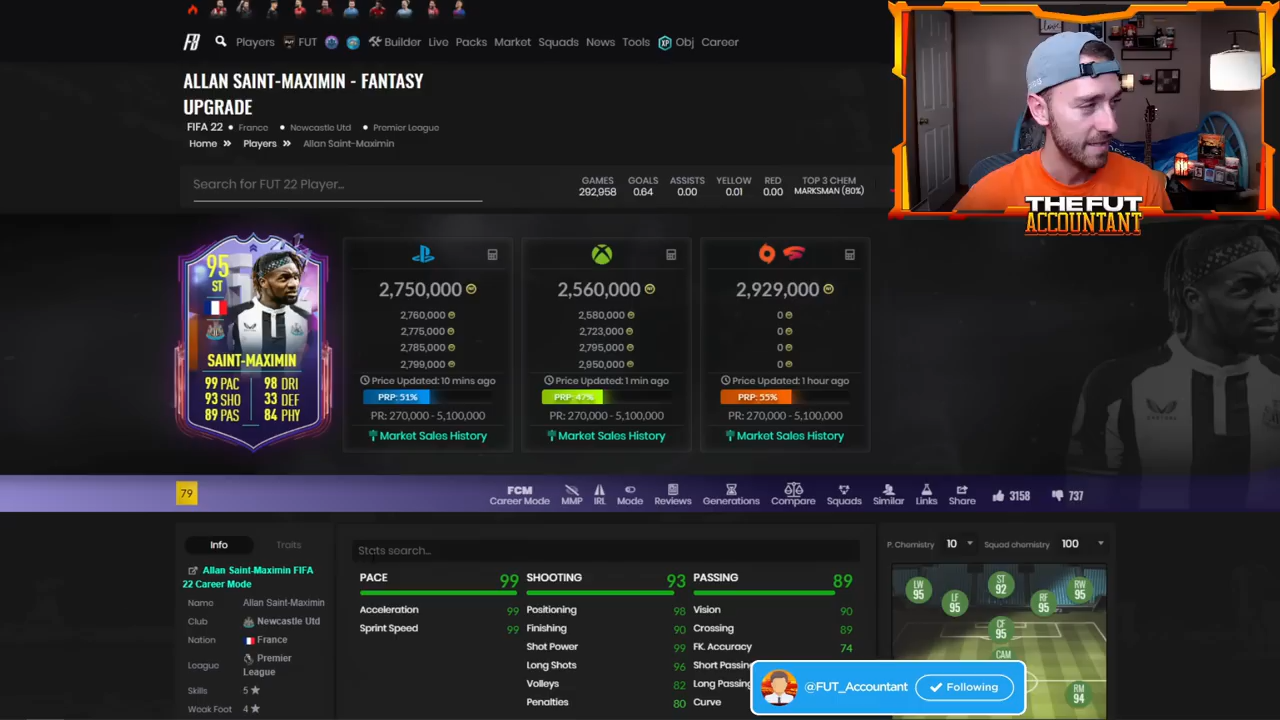 F8 Players FUT Builder Live Packs Market Squads News Tools XP Obj Career
ALLAN SAINT-MAXIMIN - FANTASY
UPGRADE
FIFA 22 • France • Newcastle Utd • Premier League
Home » Players » Allan Saint-Maximin
Search for FUT 22 Player...
GAMES GOALS ASSISTS YELLOW RED TOP 3 CHEM
292,958 0.64 0.00 0.01 0.00 MARKSMAN (80%)
THE FUT
ACCOUNTANT
95
ST
SAINT-MAXIMIN
99 PAC 98 DRI
93 SHO 33 DEF
89 PAS 84 PHY
2,750,000
2,760,000
2,775,000
2,785,000
2,799,000
Price Updated: 10 mins ago
PRP: 51%
PR: 270,000 - 5,100,000
Market Sales History
2,560,000
2,580,000
2,723,000
2,795,000
2,950,000
Price Updated: 1 min ago
PRP: 47%
PR: 270,000 - 5,100,000
Market Sales History
2,929,000
0
0
0
0
Price Updated: 1 hour ago
PRP: 55%
PR: 270,000 - 5,100,000
Market Sales History
79
FCM
Career Mode MMP IRL Mode Reviews Generations Compare Squads Similar Links Share 3158 737
Info Traits
Allan Saint-Maximin FIFA
22 Career Mode
Name Allan Saint-Maximin
Club Newcastle Utd
Nation France
League Premier
League
Skills 5
Weak Foot 4
Stats search...
PACE 99
Acceleration 99
Sprint Speed 99
SHOOTING 93
Positioning 98
Finishing 90
Shot Power 99
Long Shots 96
Volleys 82
Penalties 80
PASSING 89
Vision 90
Crossing 89
FK. Accuracy 74
Short Passing
Long Passing
Curve
P. Chemistry 10 Squad chemistry 100
LW
95
ST
92
RW
95
LF
95
RF
95
CF
95
CAM
RM
94
@FUT_Accountant Following